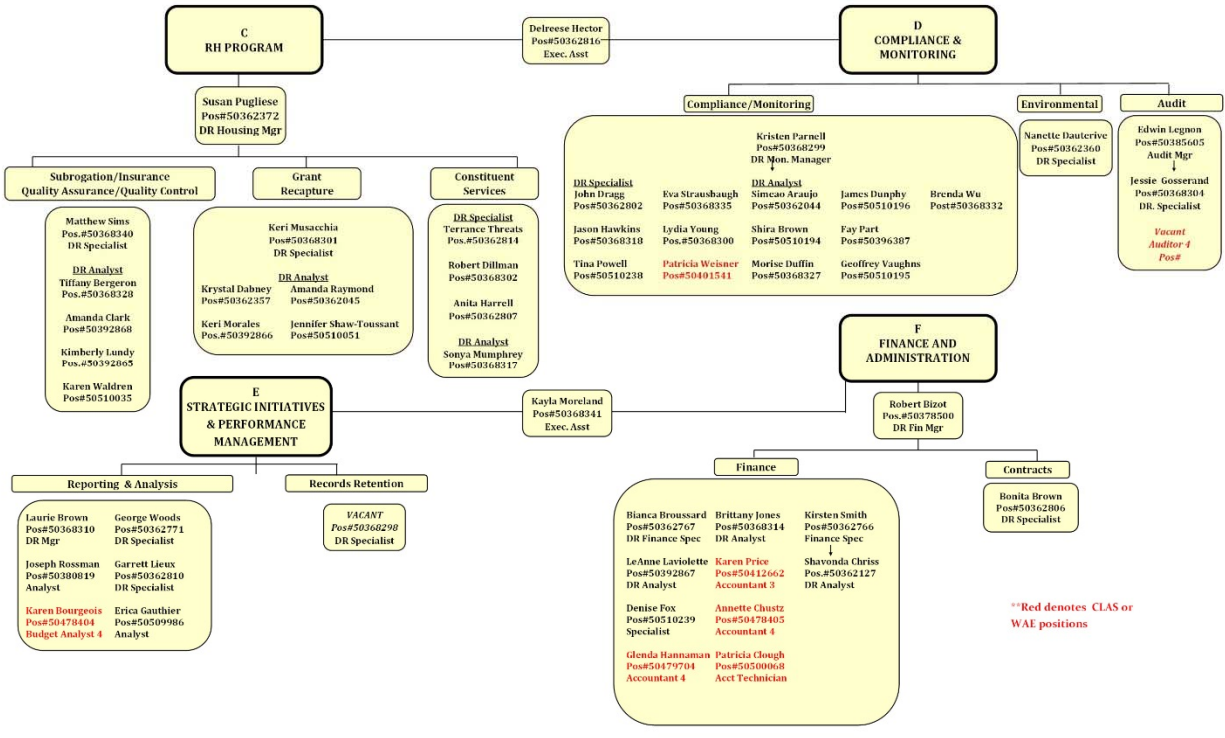 C
RH PROGRAM
Delreese Hector
Pos#50362816
Exec. Asst
D
COMPLIANCE &
MONITORING
Susan Pugliese
Pos#50362372
DR Housing Mgr
Subrogation/Insurance
Quality Assurance/Quality Control
Grant
Recapture
Constituent
Services
Matthew Sims
Pos.#50368340
DR Specialist
DR Analyst
Tiffany Bergeron
Pos.#50368328
Amanda Clark
Pos#50392868
Kimberly Lundy
Pos.#50392865
Karen Waldren
Pos#50510035
Keri Musacchia
Pos#50368301
DR Specialist
DR Analyst
Krystal Dabney
Pos#50362357
Amanda Raymond
Pos#50362045
Keri Morales
Pos.#50392866
Jennifer Shaw-Toussant
Pos#50510051
DR Specialist
Terrance Threats
Pos.#50362814
Robert Dillman
Pos#50368302
Anita Harrell
Pos#50362807
DR Analyst
Sonya Mumphrey
Pos#50368317
Compliance/Monitoring
Kristen Parnell
Pos#50368299
DR Mon. Manager
DR Specialist
John Dragg
Pos#50362802
Eva Strausbaugh
Pos#50368335
DR Analyst
Simeao Araujo
Pos#50362044
James Dunphy
Pos#50510196
Brenda Wu
Post#50368332
Jason Hawkins
Pos#50368318
Lydia Young
Pos.#50368300
Shira Brown
Pos#50510194
Fay Part
Pos#50396387
Tina Powell
Pos#50510238
Patricia Weisner
Pos#50401541
Morise Duffin
Pos#50368327
Geoffrey Vaughns
Pos#50510195
Environmental
Nanette Dauterive
Pos#50362360
DR Specialist
Audit
Edwin Legnon
Pos#50385605
Audit Mgr
Jessie Gosserand
Pos#50368304
DR. Specialist
Vacant
Auditor 4
Pos#
E
STRATEGIC INITIATIVES
& PERFORMANCE
MANAGEMENT
Kayla Moreland
Pos#50368341
Exec. Asst
F
FINANCE AND
ADMINISTRATION
Robert Bizot
Pos.#50378500
DR Fin Mgr
Reporting & Analysis
Laurie Brown
Pos#50368310
DR Mgr
George Woods
Pos#50362771
DR Specialist
Joseph Rossman
Pos#50380819
Analyst
Garrett Lieux
Pos#50362810
DR Specialist
Karen Bourgeois
Pos#50478404
Budget Analyst 4
Erica Gauthier
Pos#50509986
Analyst
Records Retention
VACANT
Pos#50368298
DR Specialist
Finance
Bianca Broussard
Pos#50362767
DR Finance Spec
Brittany Jones
Pos#50368314
DR Analyst
Kirsten Smith
Pos#50362766
Finance Spec
LeAnne Laviolette
Pos#50392867
DR Analyst
Karen Price
Pos#50412662
Accountant 3
Shavonda Chriss
Pos.#50362127
DR Analyst
Denise Fox
Pos#50510239
Specialist
Annette Chustz
Pos#50478405
Accountant 4
Glenda Hannaman
Pos#50479704
Accountant 4
Patricia Clough
Pos#50500068
Acct Technician
Contracts
Bonita Brown
Pos#50362806
DR Specialist
**Red denotes CLAS or
WAE positions